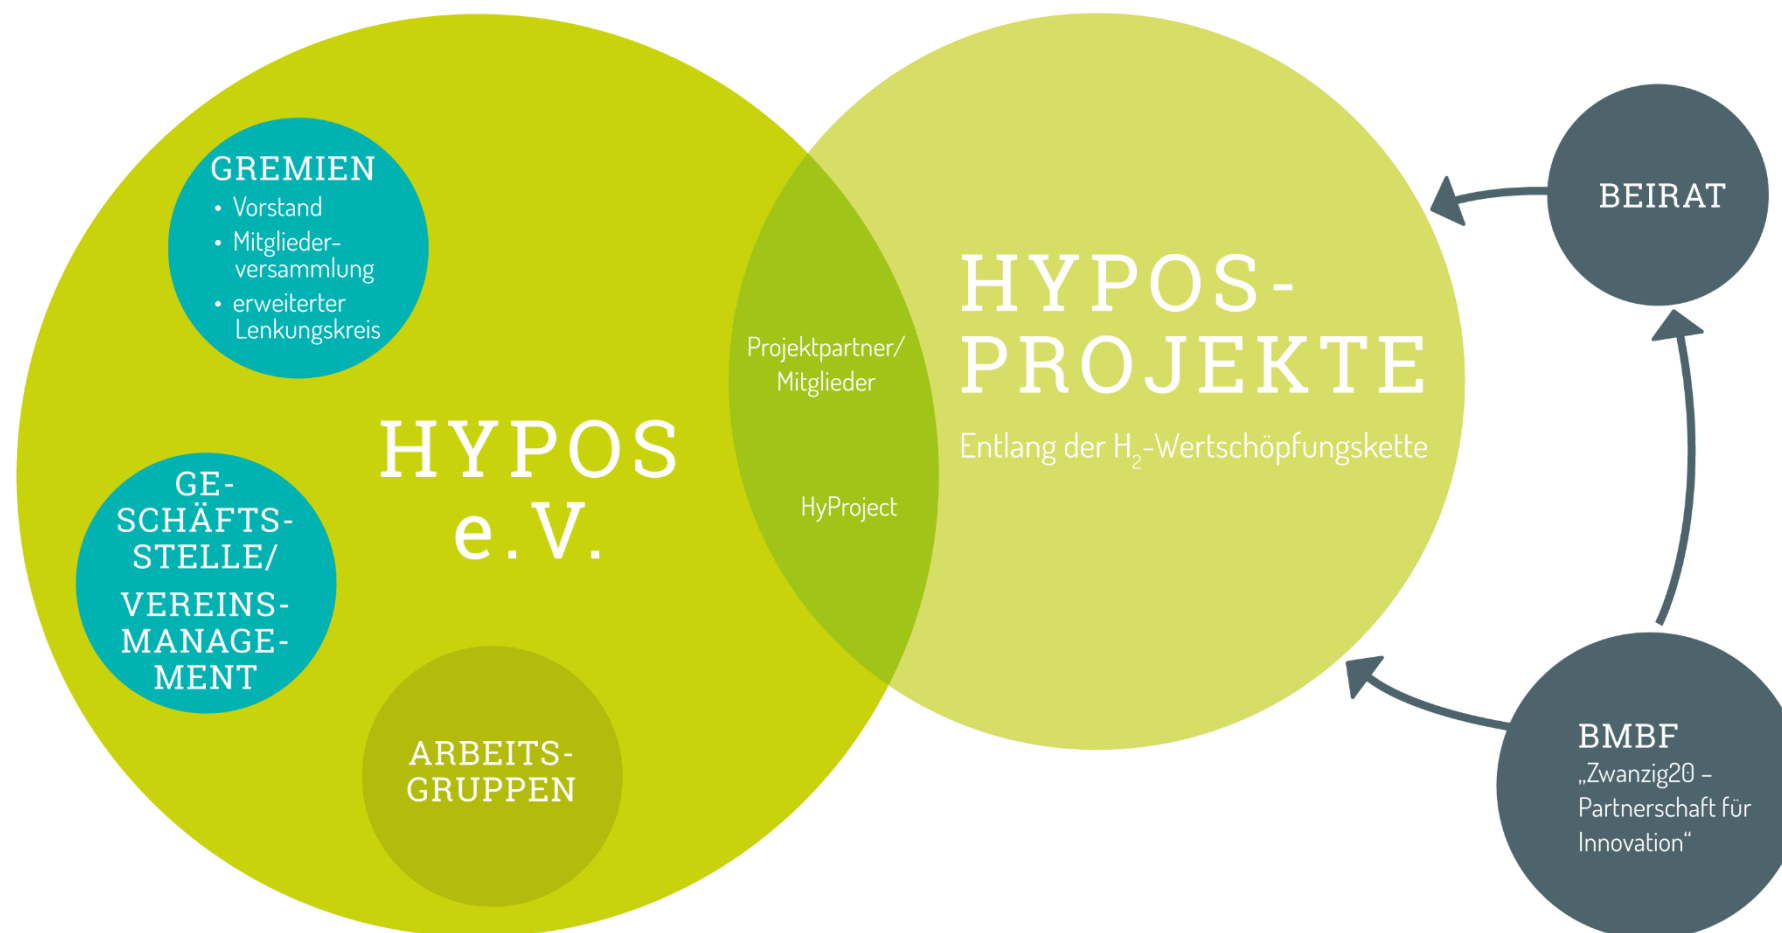 GREMIEN
• Vorstand
• Mitglieder-
versammlung
• erweiterter
Lenkungskreis
GE-
SCHÄFTS-
STELLE/
VEREINS-
MANAGE-
MENT
HYPOS
e.V.
ARBEITS-
GRUPPEN
Projektpartner/
Mitglieder
HyProject
HYPOS-
PROJEKTE
Entlang der H₂-Wertschöpfungskette
BEIRAT
BMBF
„Zwanzig20 –
Partnerschaft für
Innovation“